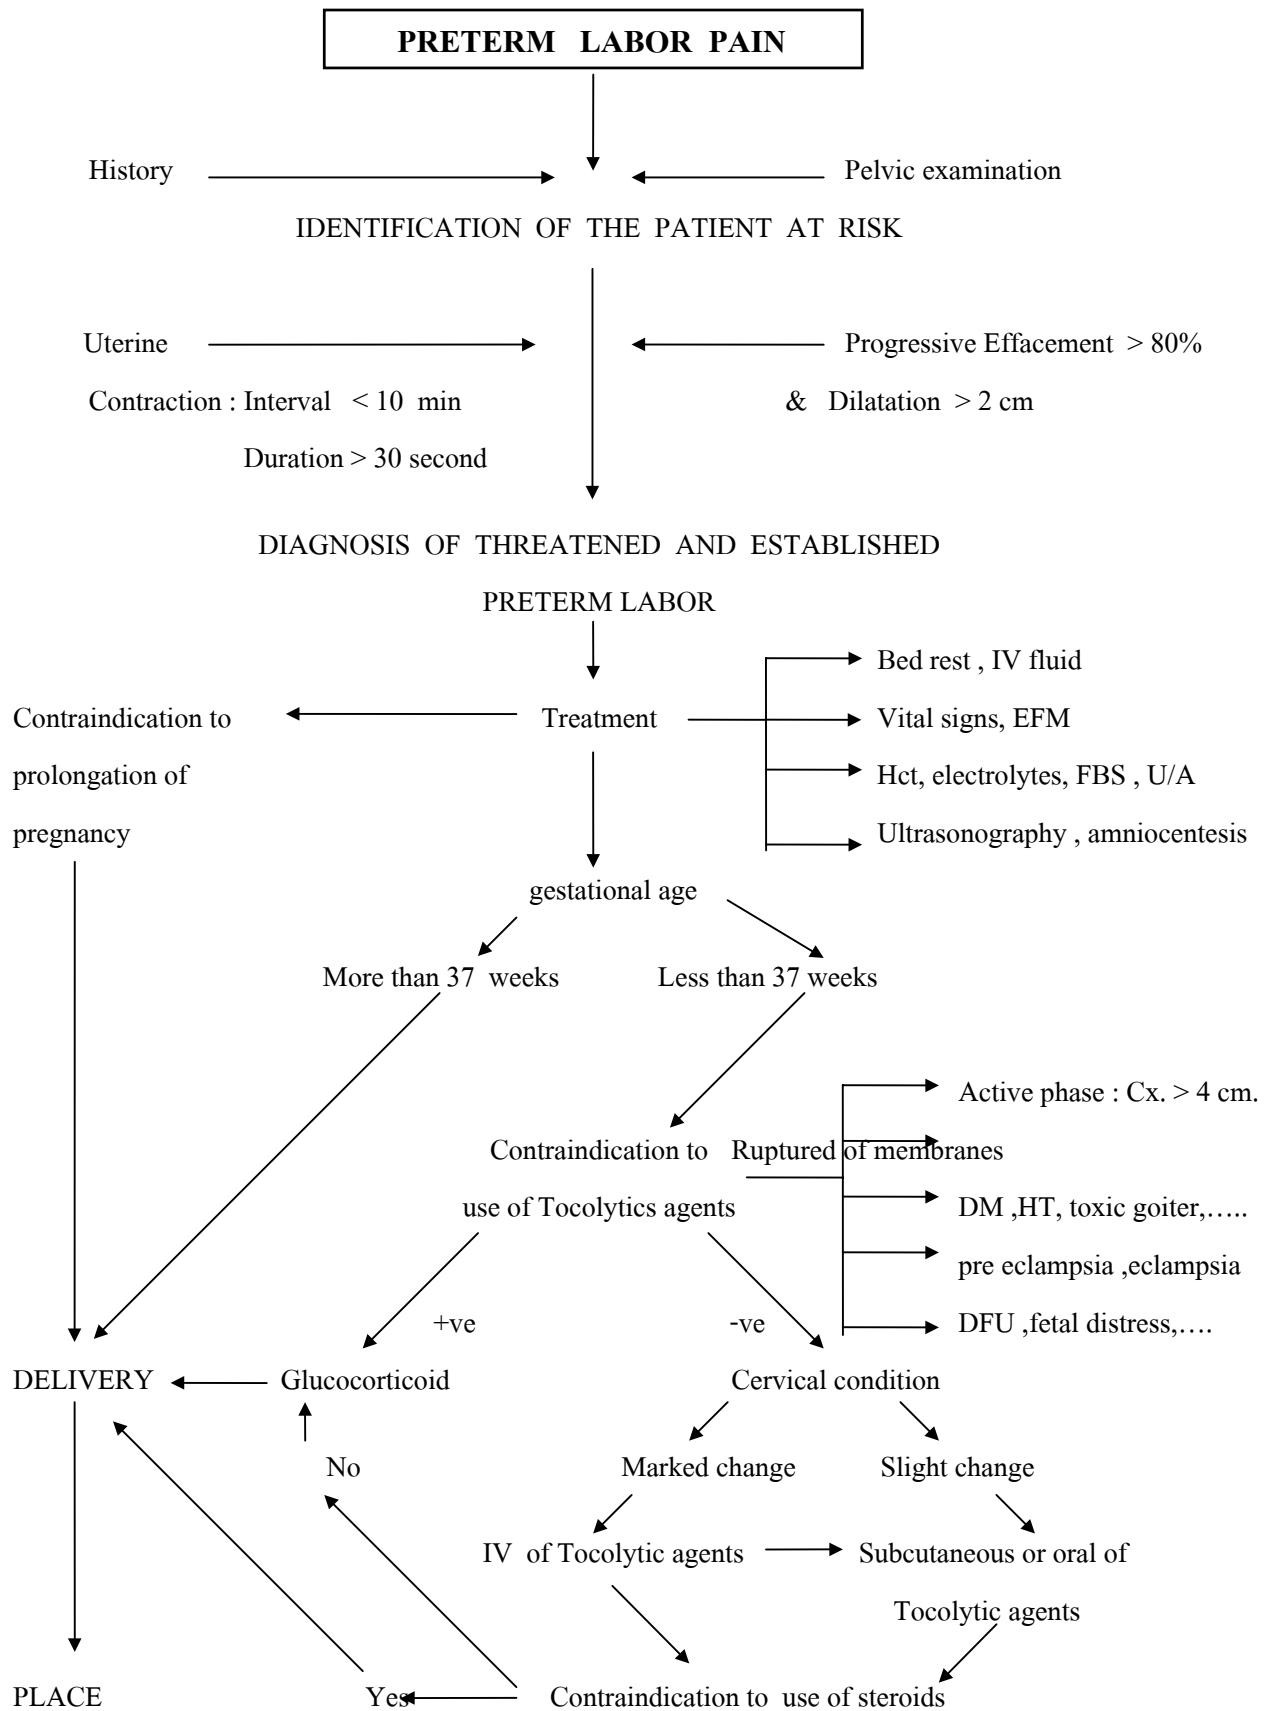 PRETERM LABOR PAIN
History
Pelvic examination
IDENTIFICATION OF THE PATIENT AT RISK
Uterine
Progressive Effacement > 80%
Contraction : Interval < 10 min
& Dilatation > 2 cm
Duration > 30 second
DIAGNOSIS OF THREATENED AND ESTABLISHED
PRETERM LABOR
Bed rest , IV fluid
Contraindication to
Treatment
Vital signs, EFM
prolongation of
Hct, electrolytes, FBS , U/A
pregnancy
Ultrasonography , amniocentesis
gestational age
More than 37 weeks
Less than 37 weeks
Active phase : Cx. > 4 cm.
Contraindication to
Ruptured of membranes
use of Tocolytics agents
DM ,HT, toxic goiter,…..
pre eclampsia ,eclampsia
+ve
-ve
DFU ,fetal distress,….
DELIVERY
Glucocorticoid
Cervical condition
No
Marked change
Slight change
IV of Tocolytic agents
Subcutaneous or oral of
Tocolytic agents
PLACE
Yes
Contraindication to use of steroids